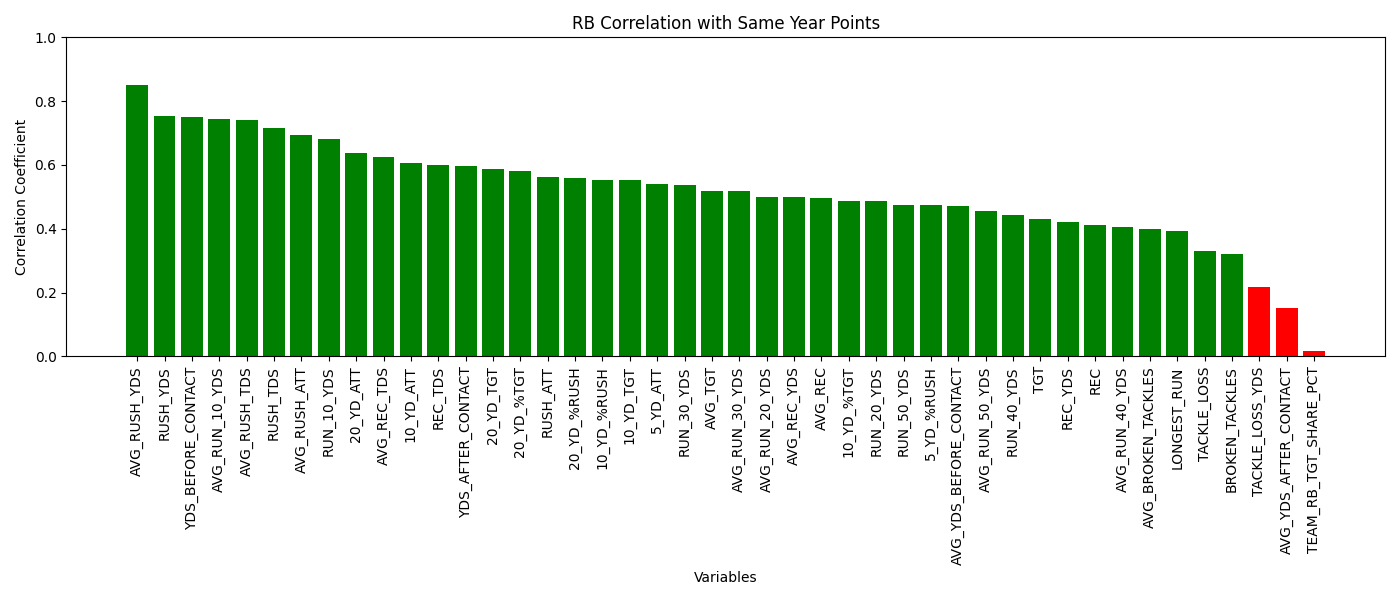 RB Correlation with Same Year Points
1.0
0.8
0.6
0.4
0.2
0.0
Correlation Coefficient
AVG_RUSH_YDS
RUSH_YDS
YDS_BEFORE_CONTACT
AVG_RUN_10_YDS
AVG_RUSH_TDS
RUSH_TDS
AVG_RUSH_ATT
RUN_10_YDS
20_YD_ATT
AVG_REC_TDS
10_YD_ATT
REC_TDS
YDS_AFTER_CONTACT
20_YD_TGT
20_YD_%TGT
RUSH_ATT
20_YD_%RUSH
10_YD_%RUSH
10_YD_TGT
5_YD_ATT
RUN_30_YDS
AVG_TGT
AVG_RUN_30_YDS
AVG_RUN_20_YDS
AVG_REC_YDS
AVG_REC
10_YD_%TGT
RUN_20_YDS
RUN_50_YDS
5_YD_%RUSH
AVG_YDS_BEFORE_CONTACT
AVG_RUN_50_YDS
RUN_40_YDS
TGT
REC_YDS
REC
AVG_RUN_40_YDS
AVG_BROKEN_TACKLES
LONGEST_RUN
TACKLE_LOSS
BROKEN_TACKLES
TACKLE_LOSS_YDS
AVG_YDS_AFTER_CONTACT
TEAM_RB_TGT_SHARE_PCT
Variables